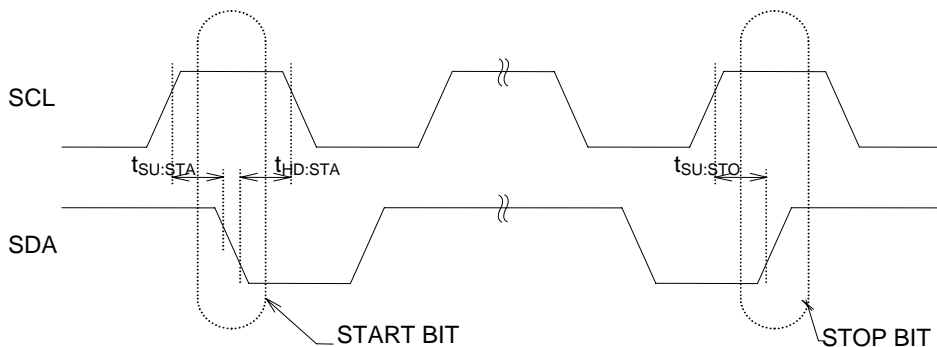 SCL
tSU:STA tHD:STA tSU:STO
SDA
START BIT STOP BIT